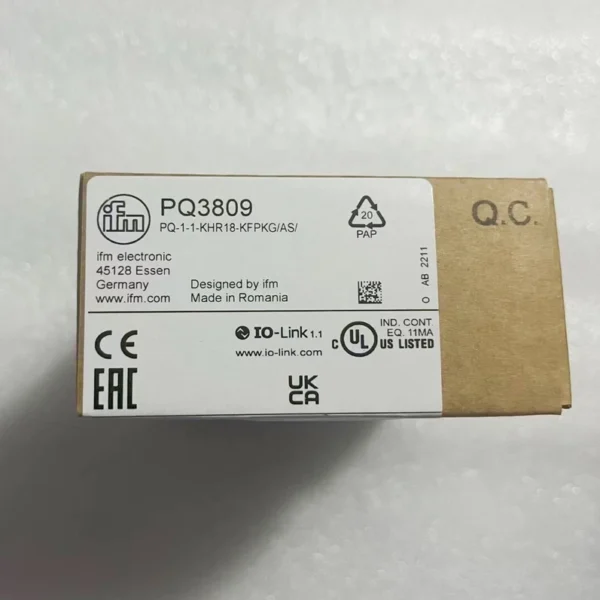 ifm
PQ3809
PQ-1-1-KHR18-KFPKG/AS/
ifm electronic
45128 Essen
Germany
www.ifm.com
Designed by ifm
Made in Romania
20
PAP
O AB 2211
Q.C.
CE
EAC
IO-Link 1.1
www.io-link.com
UK
CA
C UL US LISTED
IND. CONT.
EQ. 11MA